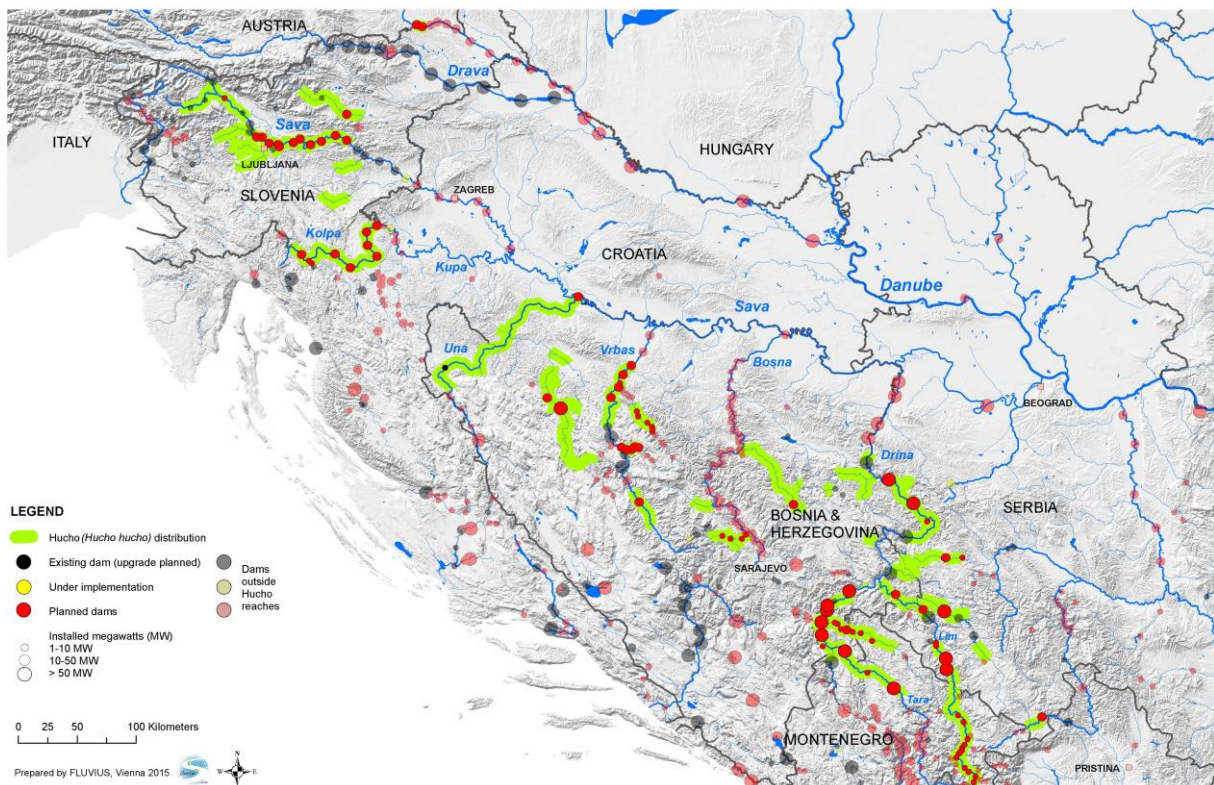 AUSTRIA
Drava
ITALY
Sava
LJUBLJANA
HUNGARY
SLOVENIA
ZAGREB
Kolpa
CROATIA
Kupa
Danube
Sava
Una
Vrbas
Bosna
BEOGRAD
Drina
SERBIA
BOSNIA &
HERZEGOVINA
SARAJEVO
Lim
Tara
MONTENEGRO
PRISTINA
LEGEND
Hucho (Hucho hucho) distribution
Existing dam (upgrade planned)
Under implementation
Planned dams
Dams
outside
Hucho
reaches
Installed megawatts (MW)
1-10 MW
10-50 MW
> 50 MW
0 25 50 100 Kilometers
Prepared by FLUVIUS, Vienna 2015
N
W E
S